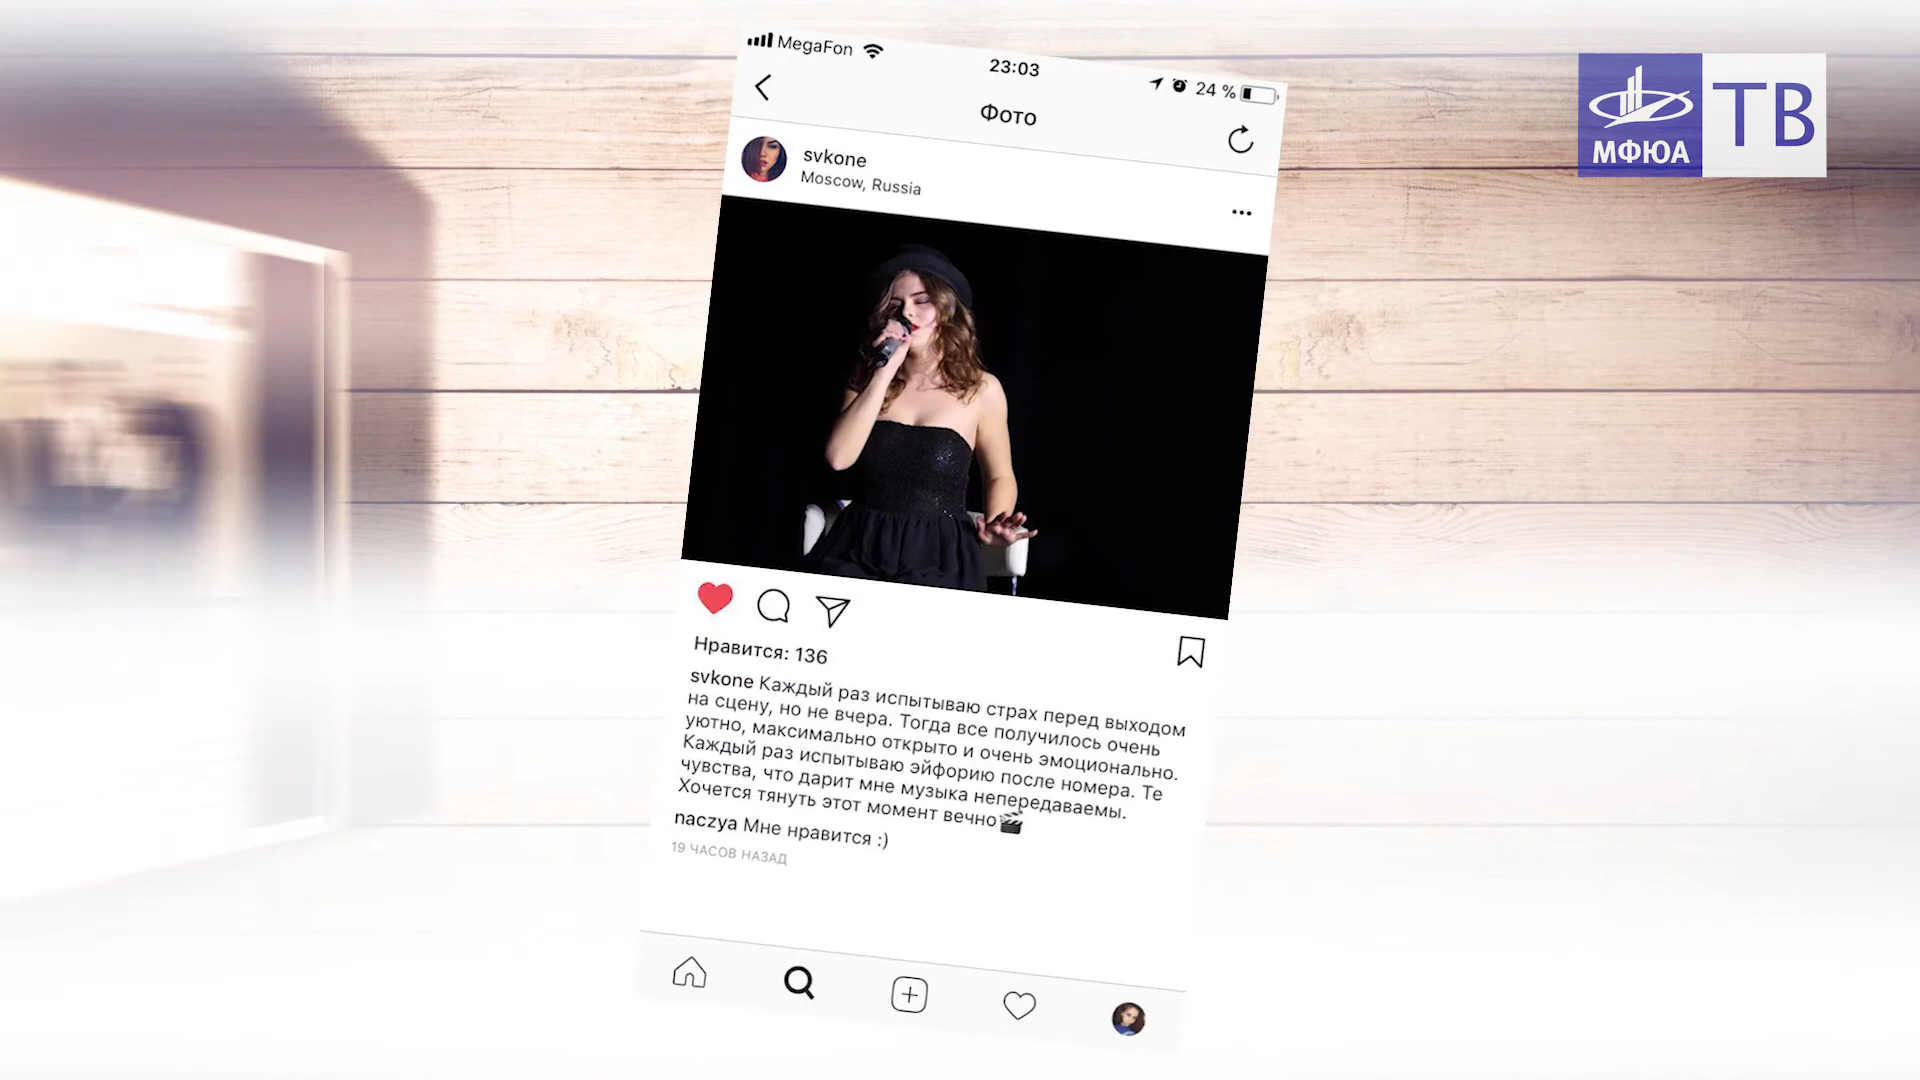 MegaFon
23:03
24 %
Фото
svkone
Moscow, Russia
МФЮА ТВ
Нравится: 136
svkone Каждый раз испытываю страх перед выходом
на сцену, но не вчера. Тогда все получилось очень
уютно, максимально открыто и очень эмоционально.
Каждый раз испытываю эйфорию после номера. Те
чувства, что дарит мне музыка непередаваемы.
Хочется тянуть этот момент вечно🎬
naczya Мне нравится :)
19 ЧАСОВ НАЗАД